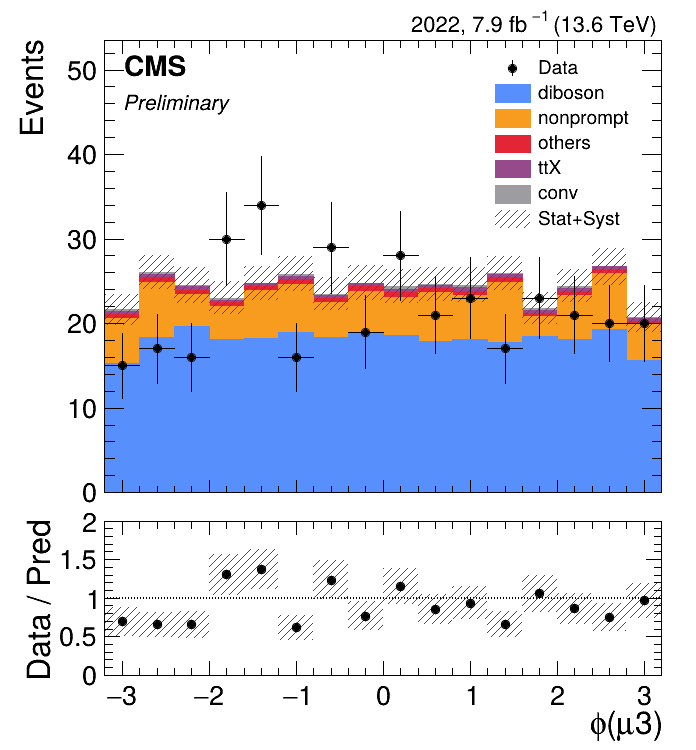 2022, 7.9 fb⁻¹ (13.6 TeV)
CMS
Preliminary
Events
50
40
30
20
10
0
Data
diboson
nonprompt
others
ttX
conv
Stat+Syst
Data / Pred
2
1.5
1
0.5
0
−3 −2 −1 0 1 2 3
ϕ(μ3)